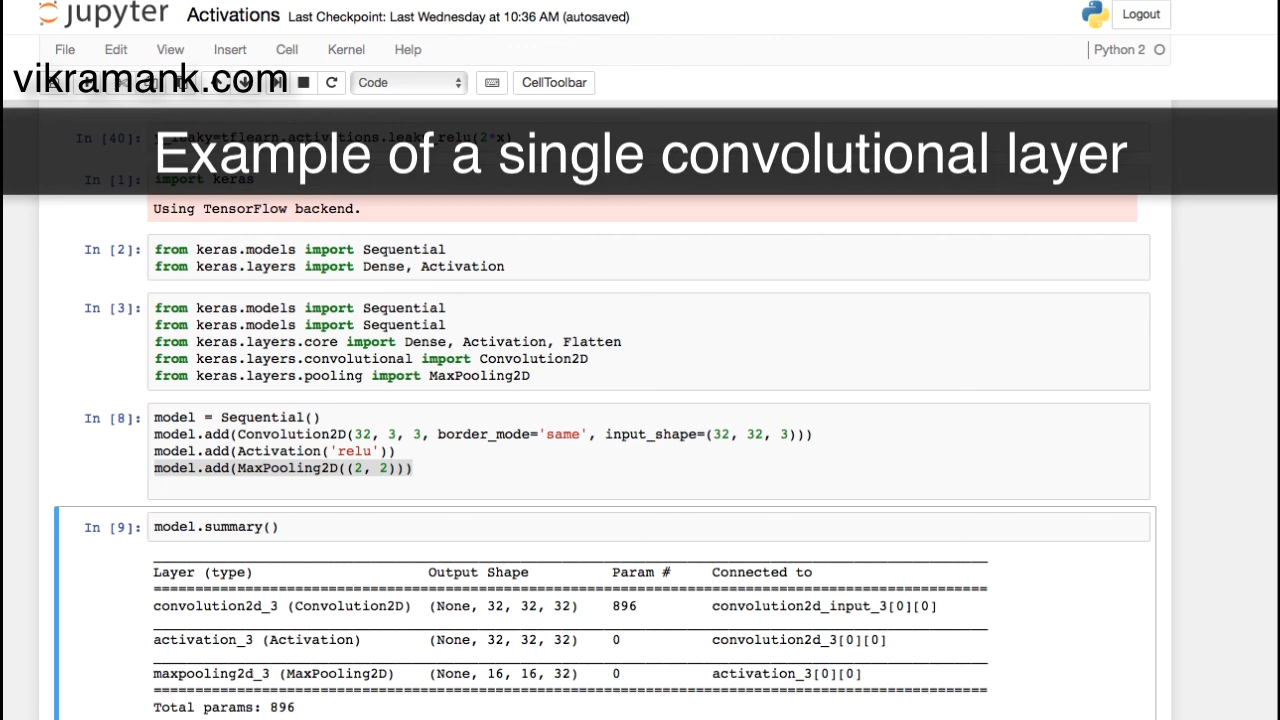 jupyter Activations Last Checkpoint: Last Wednesday at 10:36 AM (autosaved) Logout
File Edit View Insert Cell Kernel Help Python 2
vikramank.com Code CellToolbar
In [40]: leaky=tflearn.activations.leaky_relu(2*x)
Example of a single convolutional layer
In [1]: import keras
Using TensorFlow backend.
In [2]: from keras.models import Sequential
from keras.layers import Dense, Activation
In [3]: from keras.models import Sequential
from keras.models import Sequential
from keras.layers.core import Dense, Activation, Flatten
from keras.layers.convolutional import Convolution2D
from keras.layers.pooling import MaxPooling2D
In [8]: model = Sequential()
model.add(Convolution2D(32, 3, 3, border_mode='same', input_shape=(32, 32, 3)))
model.add(Activation('relu'))
model.add(MaxPooling2D((2, 2)))
In [9]: model.summary()
Layer (type) Output Shape Param # Connected to
convolution2d_3 (Convolution2D) (None, 32, 32, 32) 896 convolution2d_input_3[0][0]
activation_3 (Activation) (None, 32, 32, 32) 0 convolution2d_3[0][0]
maxpooling2d_3 (MaxPooling2D) (None, 16, 16, 32) 0 activation_3[0][0]
Total params: 896